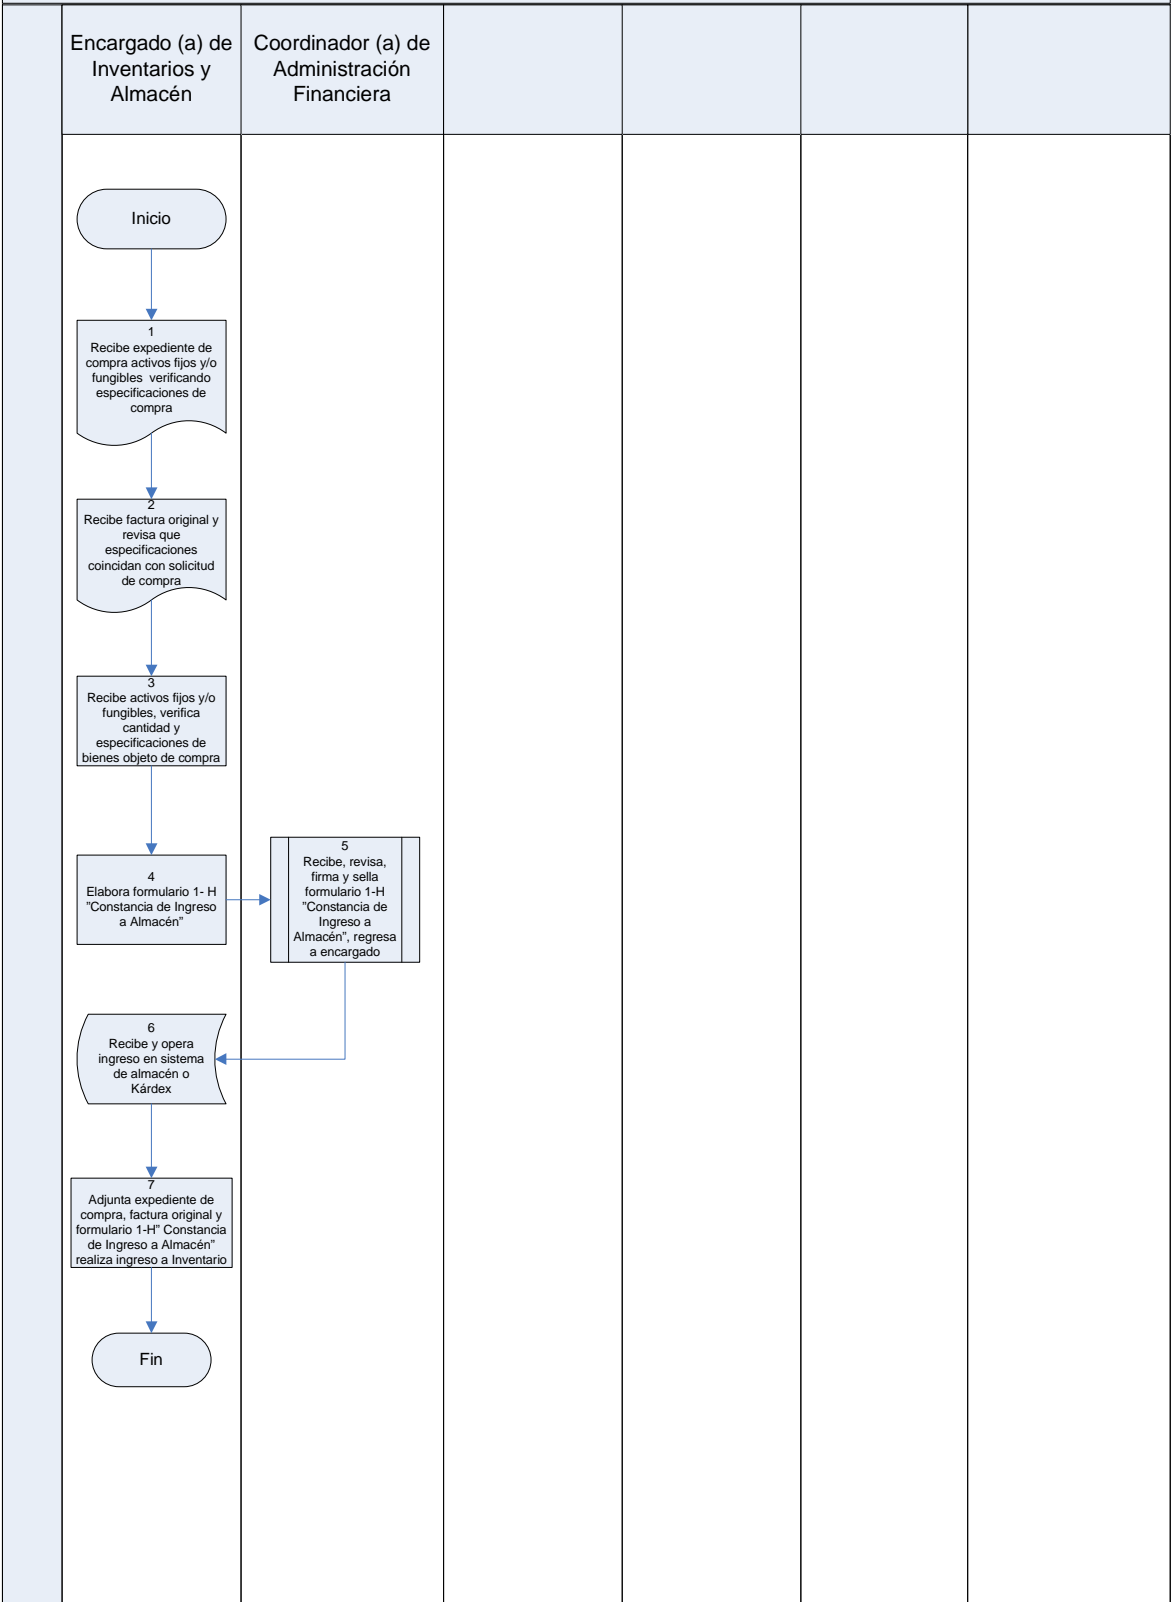 Encargado (a) de
Inventarios y
Almacén
Coordinador (a) de
Administración
Financiera
Inicio
1
Recibe expediente de
compra activos fijos y/o
fungibles verificando
especificaciones de
compra
2
Recibe factura original y
revisa que
especificaciones
coincidan con solicitud
de compra
3
Recibe activos fijos y/o
fungibles, verifica
cantidad y
especificaciones de
bienes objeto de compra
4
Elabora formulario 1- H
”Constancia de Ingreso
a Almacén”
5
Recibe, revisa,
firma y sella
formulario 1-H
”Constancia de
Ingreso a
Almacén”, regresa
a encargado
6
Recibe y opera
ingreso en sistema
de almacén o
Kárdex
7
Adjunta expediente de
compra, factura original y
formulario 1-H” Constancia
de Ingreso a Almacén”
realiza ingreso a Inventario
Fin